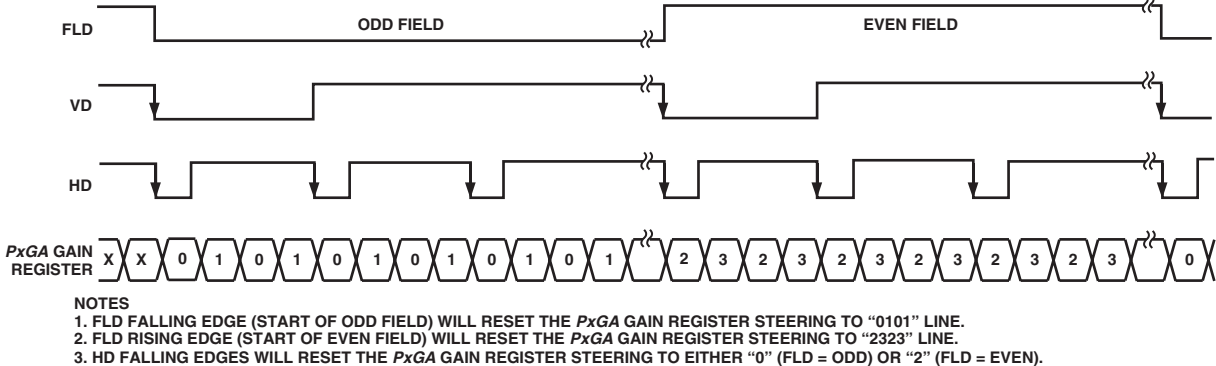 FLD
ODD FIELD
EVEN FIELD
VD
HD
PxGA GAIN
REGISTER
X X 0 1 0 1 0 1 0 1 0 1 0 1 2 3 2 3 2 3 2 3 2 3 2 3 0
NOTES
1. FLD FALLING EDGE (START OF ODD FIELD) WILL RESET THE PxGA GAIN REGISTER STEERING TO “0101” LINE.
2. FLD RISING EDGE (START OF EVEN FIELD) WILL RESET THE PxGA GAIN REGISTER STEERING TO “2323” LINE.
3. HD FALLING EDGES WILL RESET THE PxGA GAIN REGISTER STEERING TO EITHER “0” (FLD = ODD) OR “2” (FLD = EVEN).